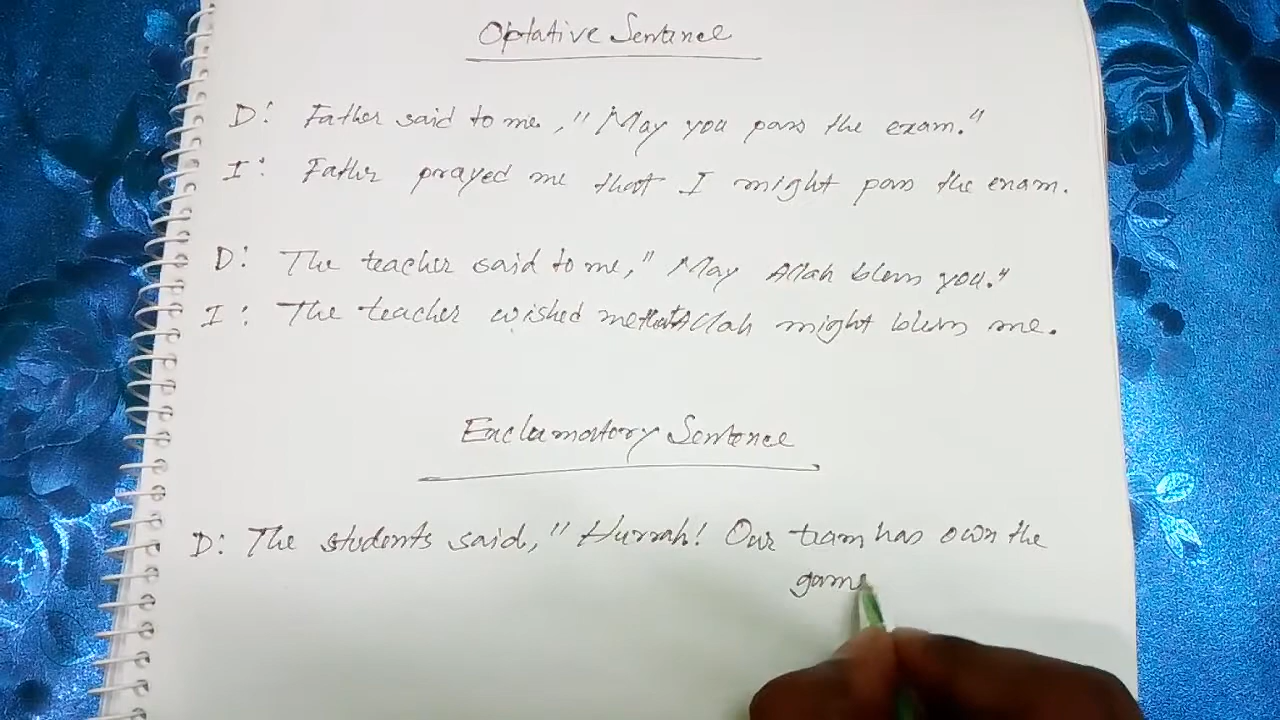 Optative Sentence
D: Father said to me, "May you pass the exam."
I: Father prayed me that I might pass the exam.
D: The teacher said to me, "May Allah bless you."
I: The teacher wished me that Allah might bless me.
Exclamatory Sentence
D: The students said, "Hurrah! Our team has own the
game